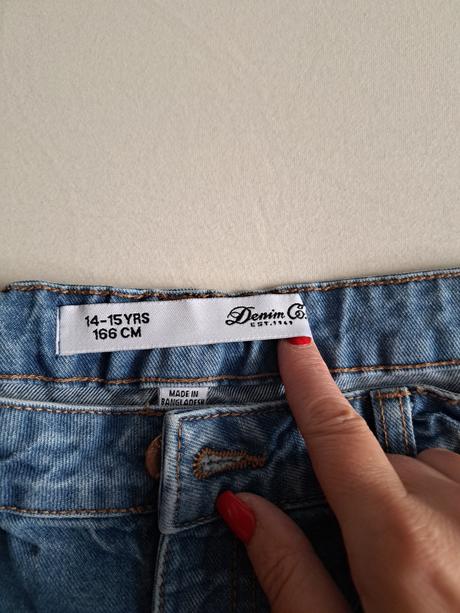 14-15 YRS
166 CM
Denim Co.
EST. 1969
MADE IN
BANGLADESH